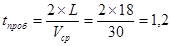 t_проб = (2 × L) / V_ср = (2 × 18) / 30 = 1,2